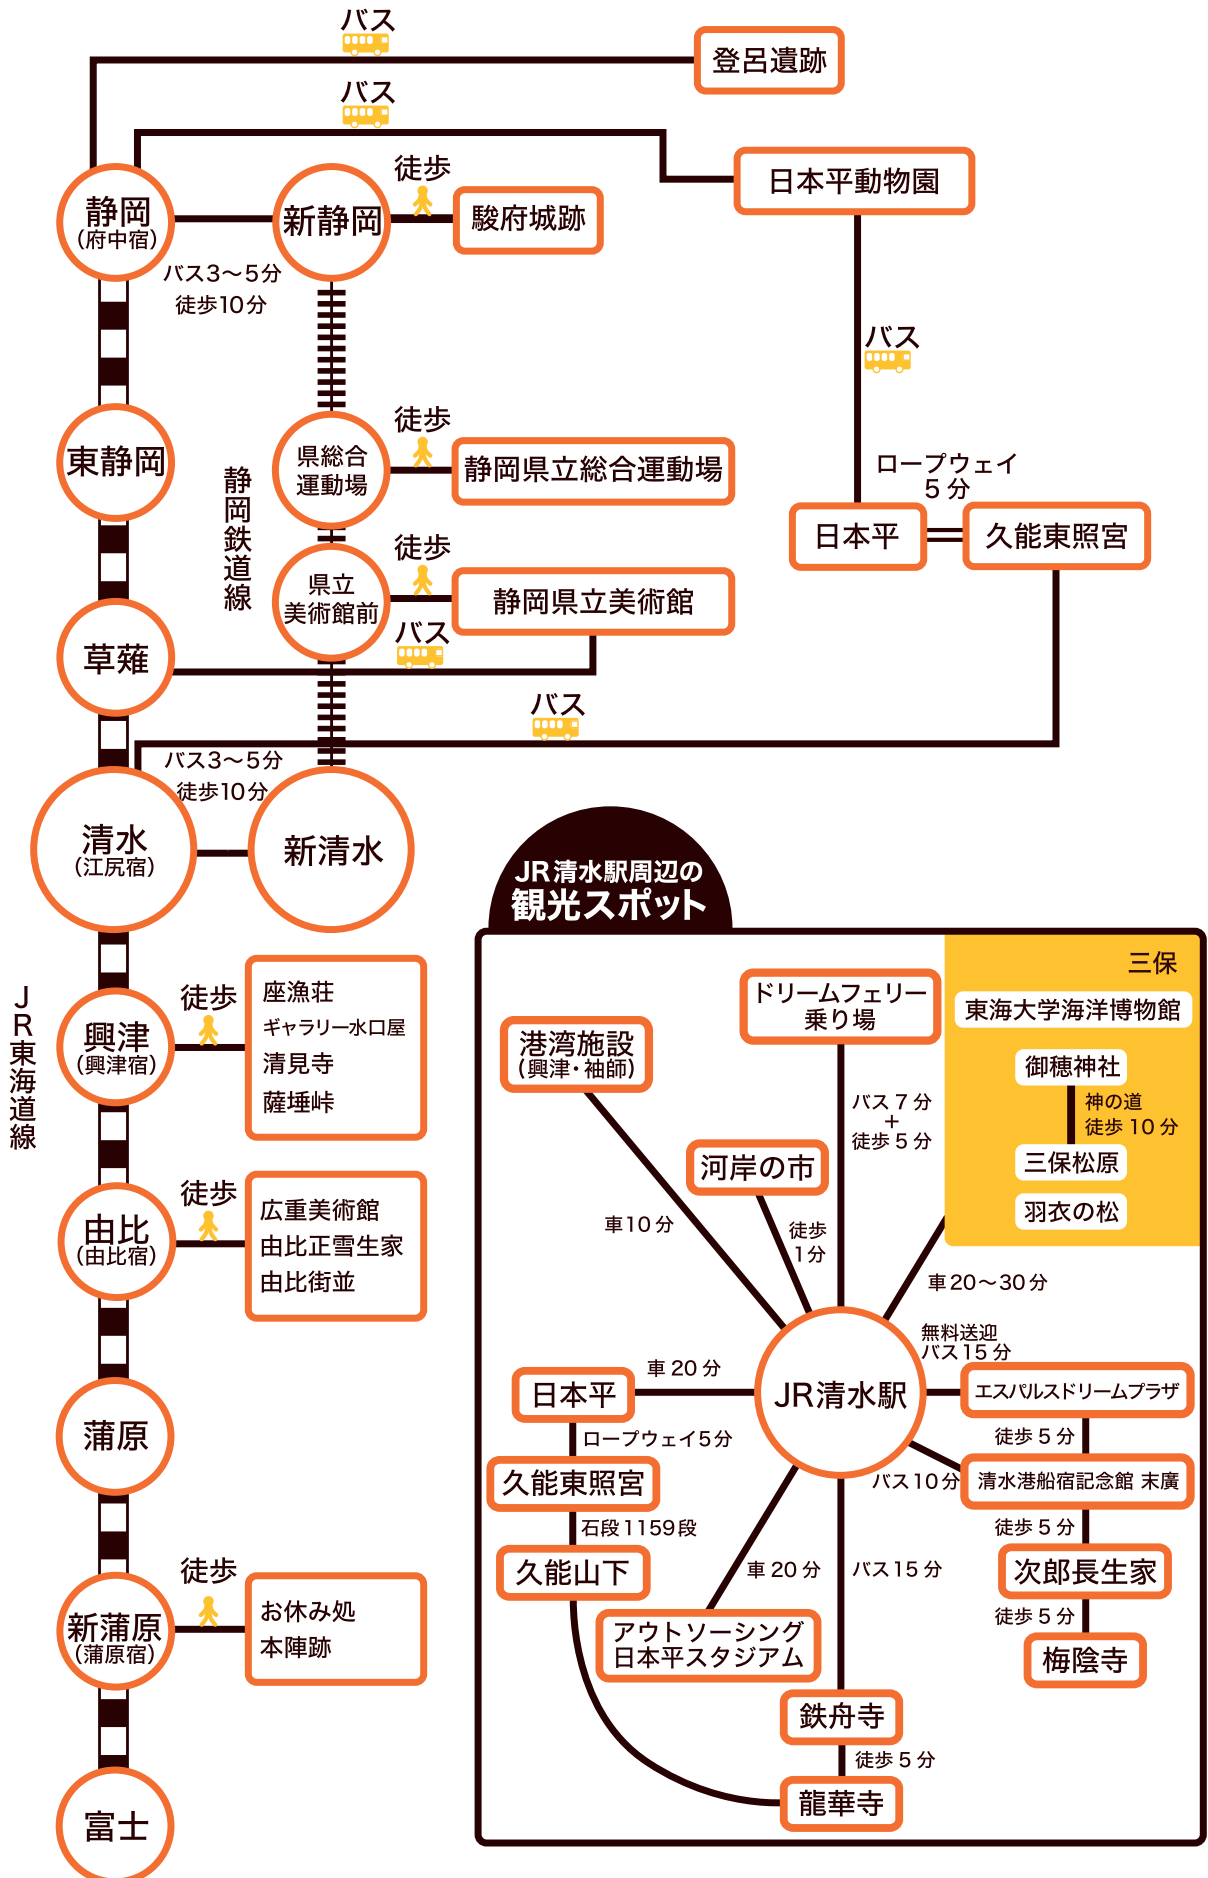 バス
登呂遺跡
バス
日本平動物園
静岡
(府中宿)
新静岡
徒歩
駿府城跡
バス3〜5分
徒歩10分
バス
東静岡
静岡鉄道線
県総合
運動場
徒歩
静岡県立総合運動場
ロープウェイ
5分
日本平
久能東照宮
県立
美術館前
徒歩
静岡県立美術館
バス
草薙
バス
バス3〜5分
徒歩10分
清水
(江尻宿)
新清水
JR東海道線
興津
(興津宿)
徒歩
座漁荘
ギャラリー水口屋
清見寺
薩埵峠
由比
(由比宿)
徒歩
広重美術館
由比正雪生家
由比街並
蒲原
新蒲原
(蒲原宿)
徒歩
お休み処
本陣跡
富士
JR清水駅周辺の
観光スポット
三保
東海大学海洋博物館
御穂神社
神の道
徒歩10分
三保松原
羽衣の松
ドリームフェリー
乗り場
港湾施設
(興津・袖師)
バス7分
+
徒歩5分
河岸の市
車10分
徒歩
1分
車20〜30分
無料送迎
バス15分
車20分
日本平
JR清水駅
エスパルスドリームプラザ
ロープウェイ5分
徒歩5分
久能東照宮
バス10分
清水港船宿記念館 末廣
石段1159段
徒歩5分
久能山下
車20分
バス15分
次郎長生家
徒歩5分
アウトソーシング
日本平スタジアム
梅陰寺
鉄舟寺
徒歩5分
龍華寺